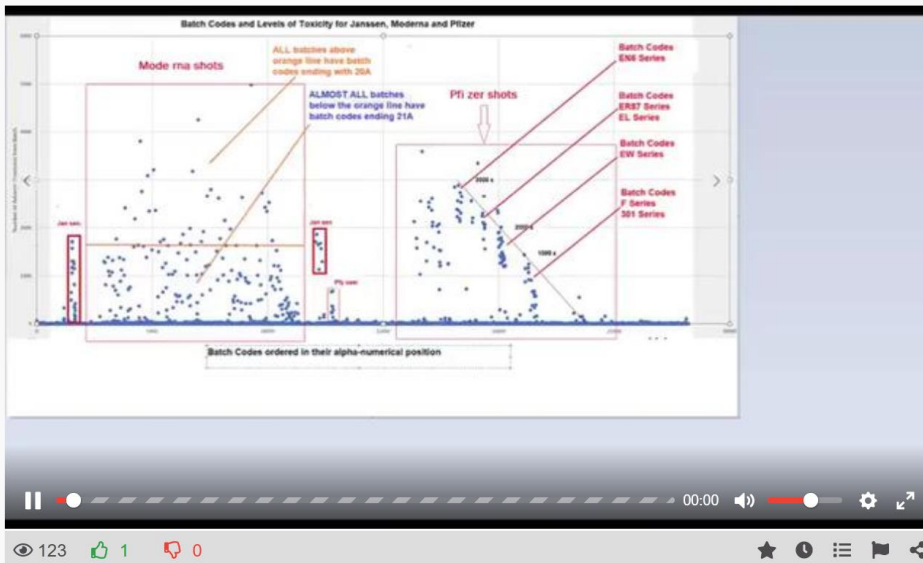 Batch Codes and Levels of Toxicity for Janssen, Moderna and Pfizer
ALL batches above
orange line have batch
codes ending with 20A
Mode rna shots
ALMOST ALL batches
below the orange line have
batch codes ending 21A
Pfi zer shots
Batch Codes
EN6 Series
Batch Codes
ER87 Series
EL Series
Batch Codes
EW Series
Batch Codes
F Series
301 Series
3000 s
2000 s
1000 s
Jan sen
Jan sen
Batch Codes ordered in their alpha-numerical position
00:00
123
1
0